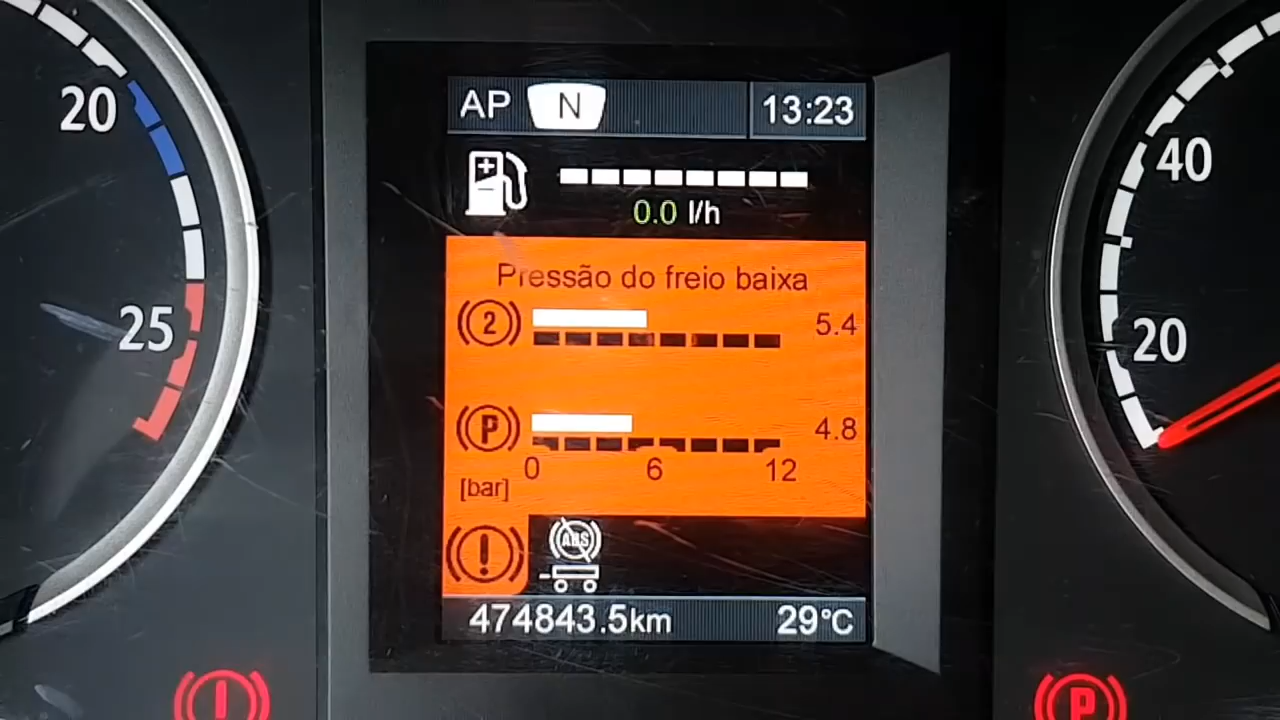 AP N 13:23
20
40
0.0 l/h
Pressão do freio baixa
2 5.4
25
20
P 4.8
0 6 12
[bar]
!
ABS
474843.5km 29°C
! P